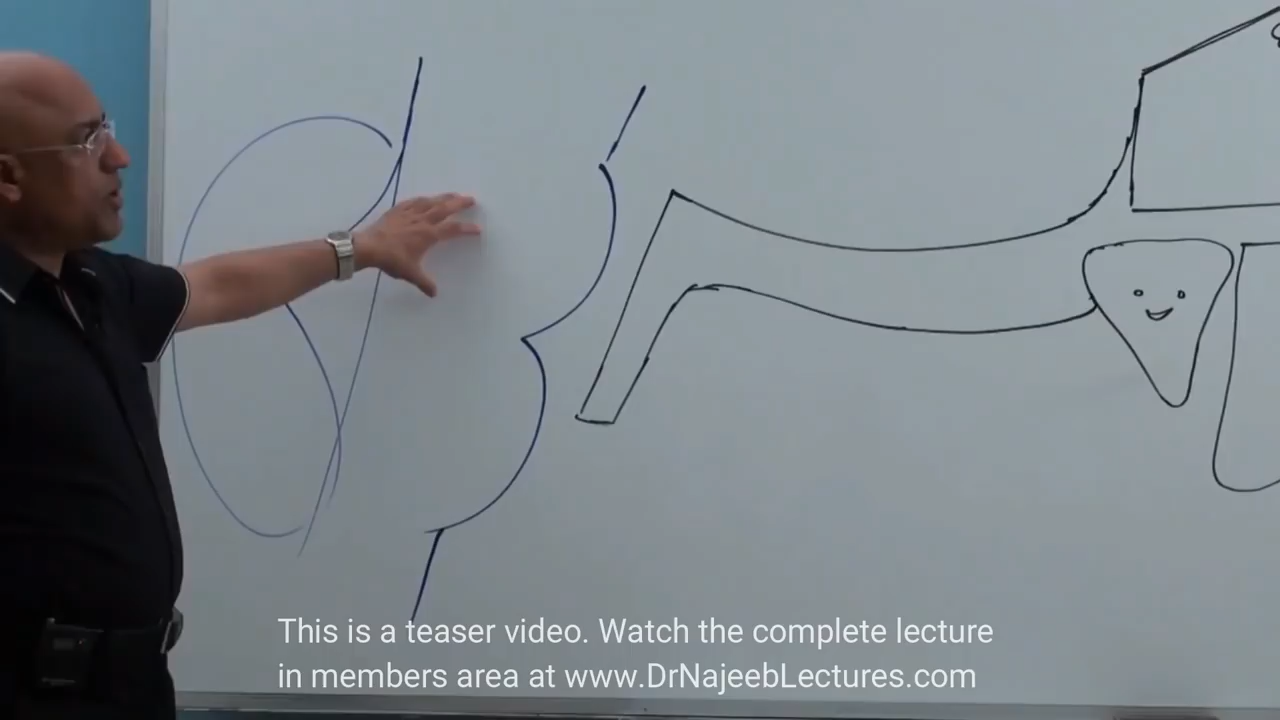 This is a teaser video. Watch the complete lecture
in members area at www.DrNajeebLectures.com